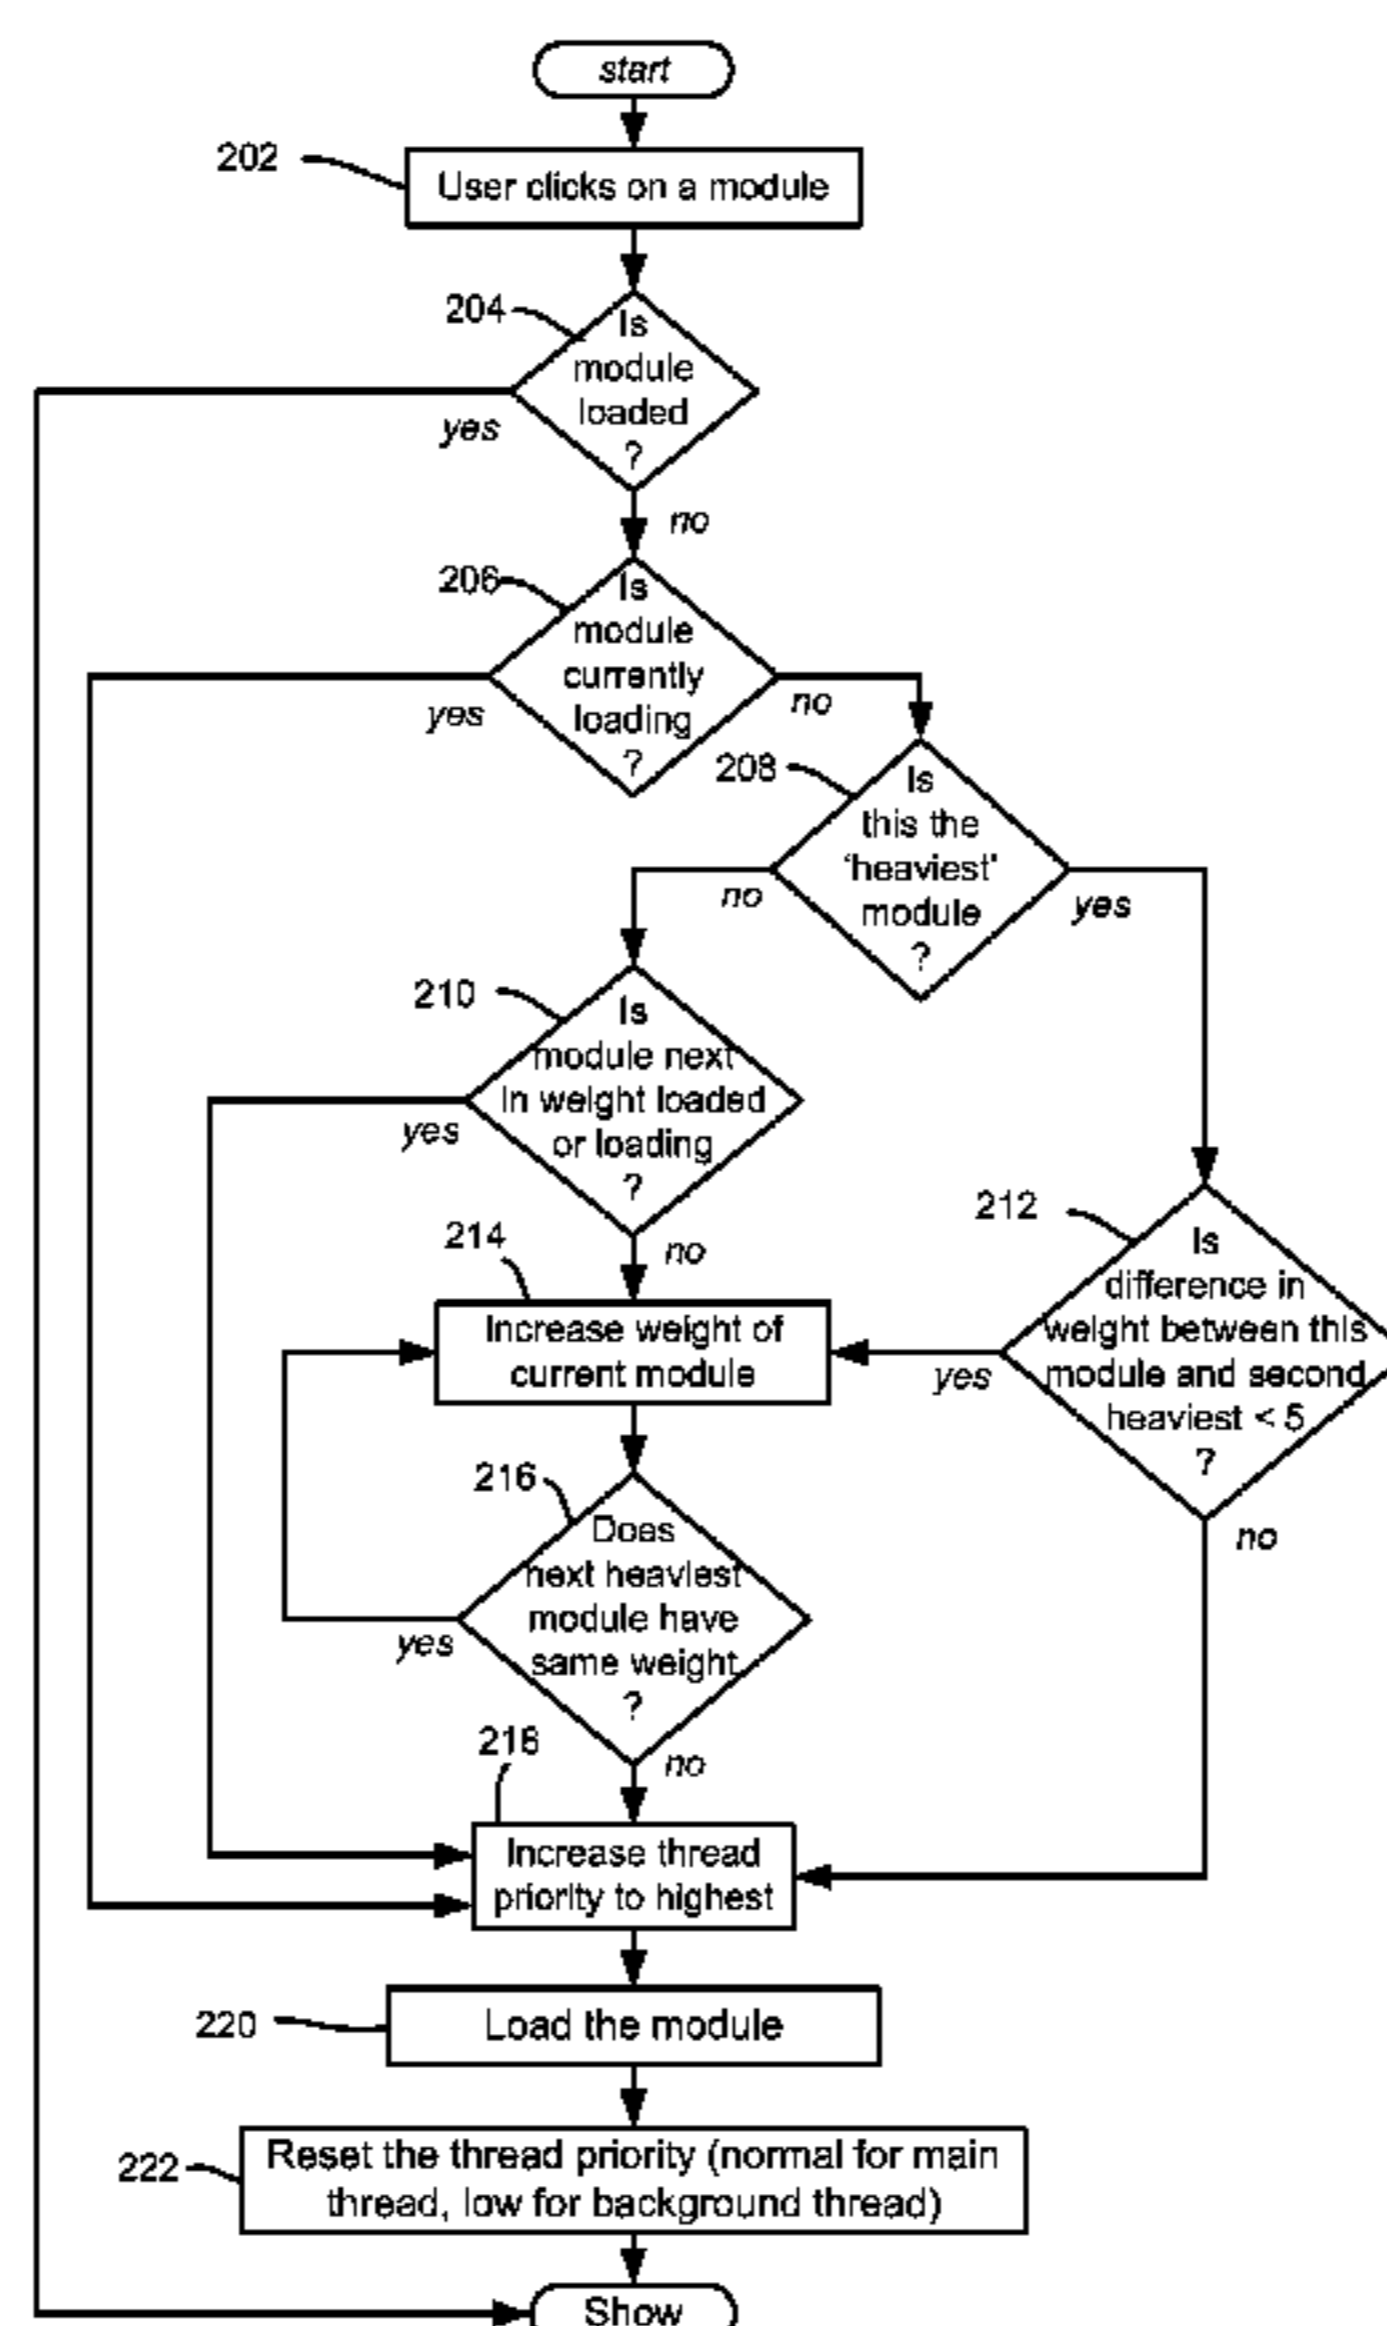 start
202
User clicks on a module
204
Is
module
loaded
?
yes
no
206
Is
module
currently
loading
?
yes
no
208
Is
this the
‘heaviest’
module
?
no
yes
210
Is
module next
in weight loaded
or loading
?
yes
no
212
Is
difference in
weight between this
module and second
heaviest < 5
?
yes
no
214
Increase weight of
current module
216
Does
next heaviest
module have
same weight
?
yes
no
218
Increase thread
priority to highest
220
Load the module
222
Reset the thread priority (normal for main
thread, low for background thread)
Show